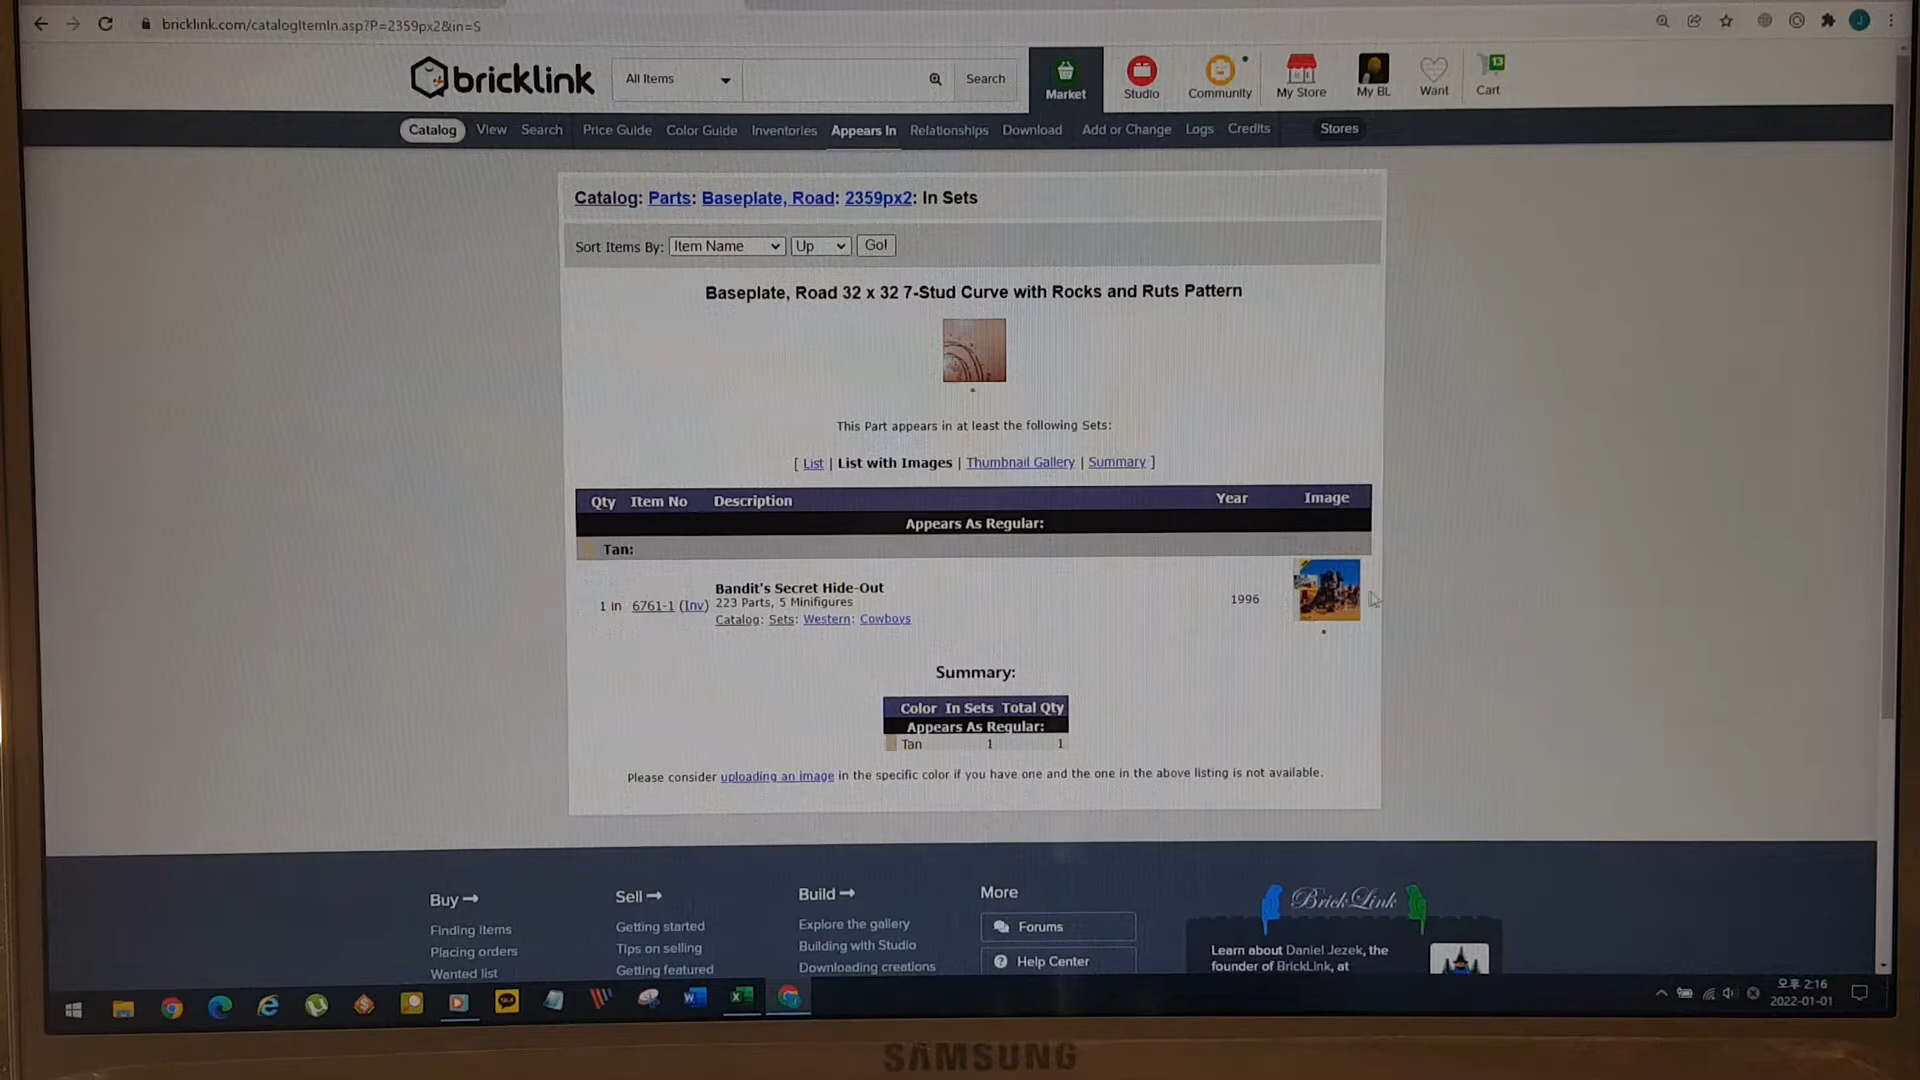 bricklink.com/catalogItemIn.asp?P=2359px2&in=S
J
bricklink
All Items
Search
Market
Studio
Community
My Store
My BL
Want
13
Cart
Catalog View Search Price Guide Color Guide Inventories Appears In Relationships Download Add or Change Logs Credits Stores
Catalog: Parts: Baseplate, Road: 2359px2: In Sets
Sort Items By: Item Name Up Go!
Baseplate, Road 32 x 32 7-Stud Curve with Rocks and Ruts Pattern
This Part appears in at least the following Sets:
[ List | List with Images | Thumbnail Gallery | Summary ]
Qty Item No Description Year Image
Appears As Regular:
Tan:
Bandit's Secret Hide-Out
1 in 6761-1 (Inv) 223 Parts, 5 Minifigures 1996
Catalog: Sets: Western: Cowboys
Summary:
Color In Sets Total Qty
Appears As Regular:
Tan 1 1
Please consider uploading an image in the specific color if you have one and the one in the above listing is not available.
Buy
Finding items
Placing orders
Wanted list
Sell
Getting started
Tips on selling
Getting featured
Build
Explore the gallery
Building with Studio
Downloading creations
More
Forums
Help Center
BrickLink
Learn about Daniel Jezek, the
founder of BrickLink, at
TALK
오후 2:16
2022-01-01
SAMSUNG